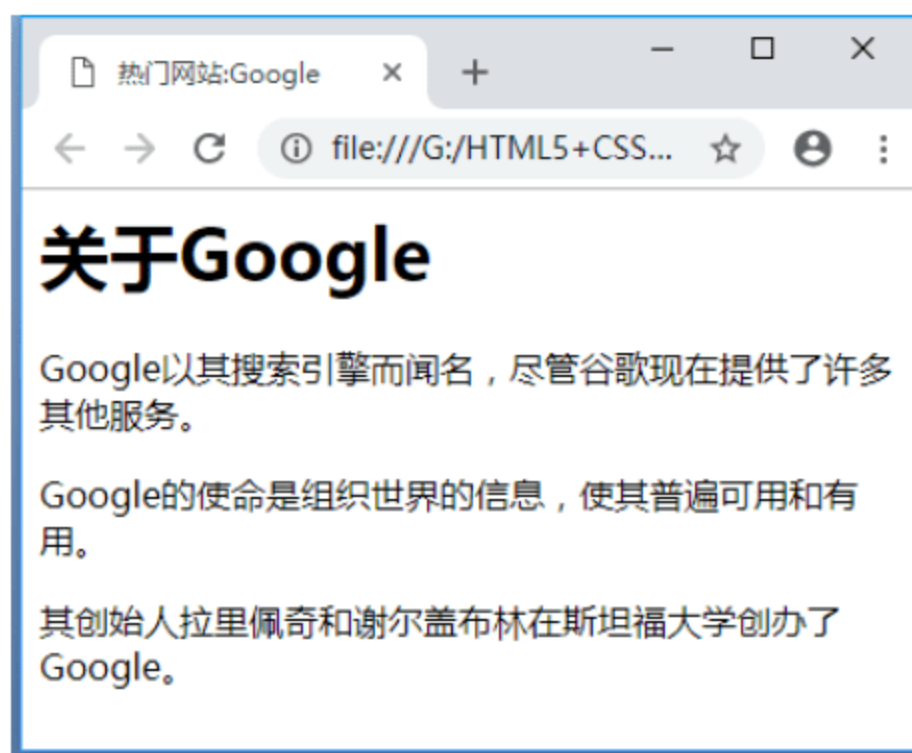 热门网站:Google
file:///G:/HTML5+CSS...
关于Google
Google以其搜索引擎而闻名，尽管谷歌现在提供了许多
其他服务。
Google的使命是组织世界的信息，使其普遍可用和有
用。
其创始人拉里佩奇和谢尔盖布林在斯坦福大学创办了
Google。